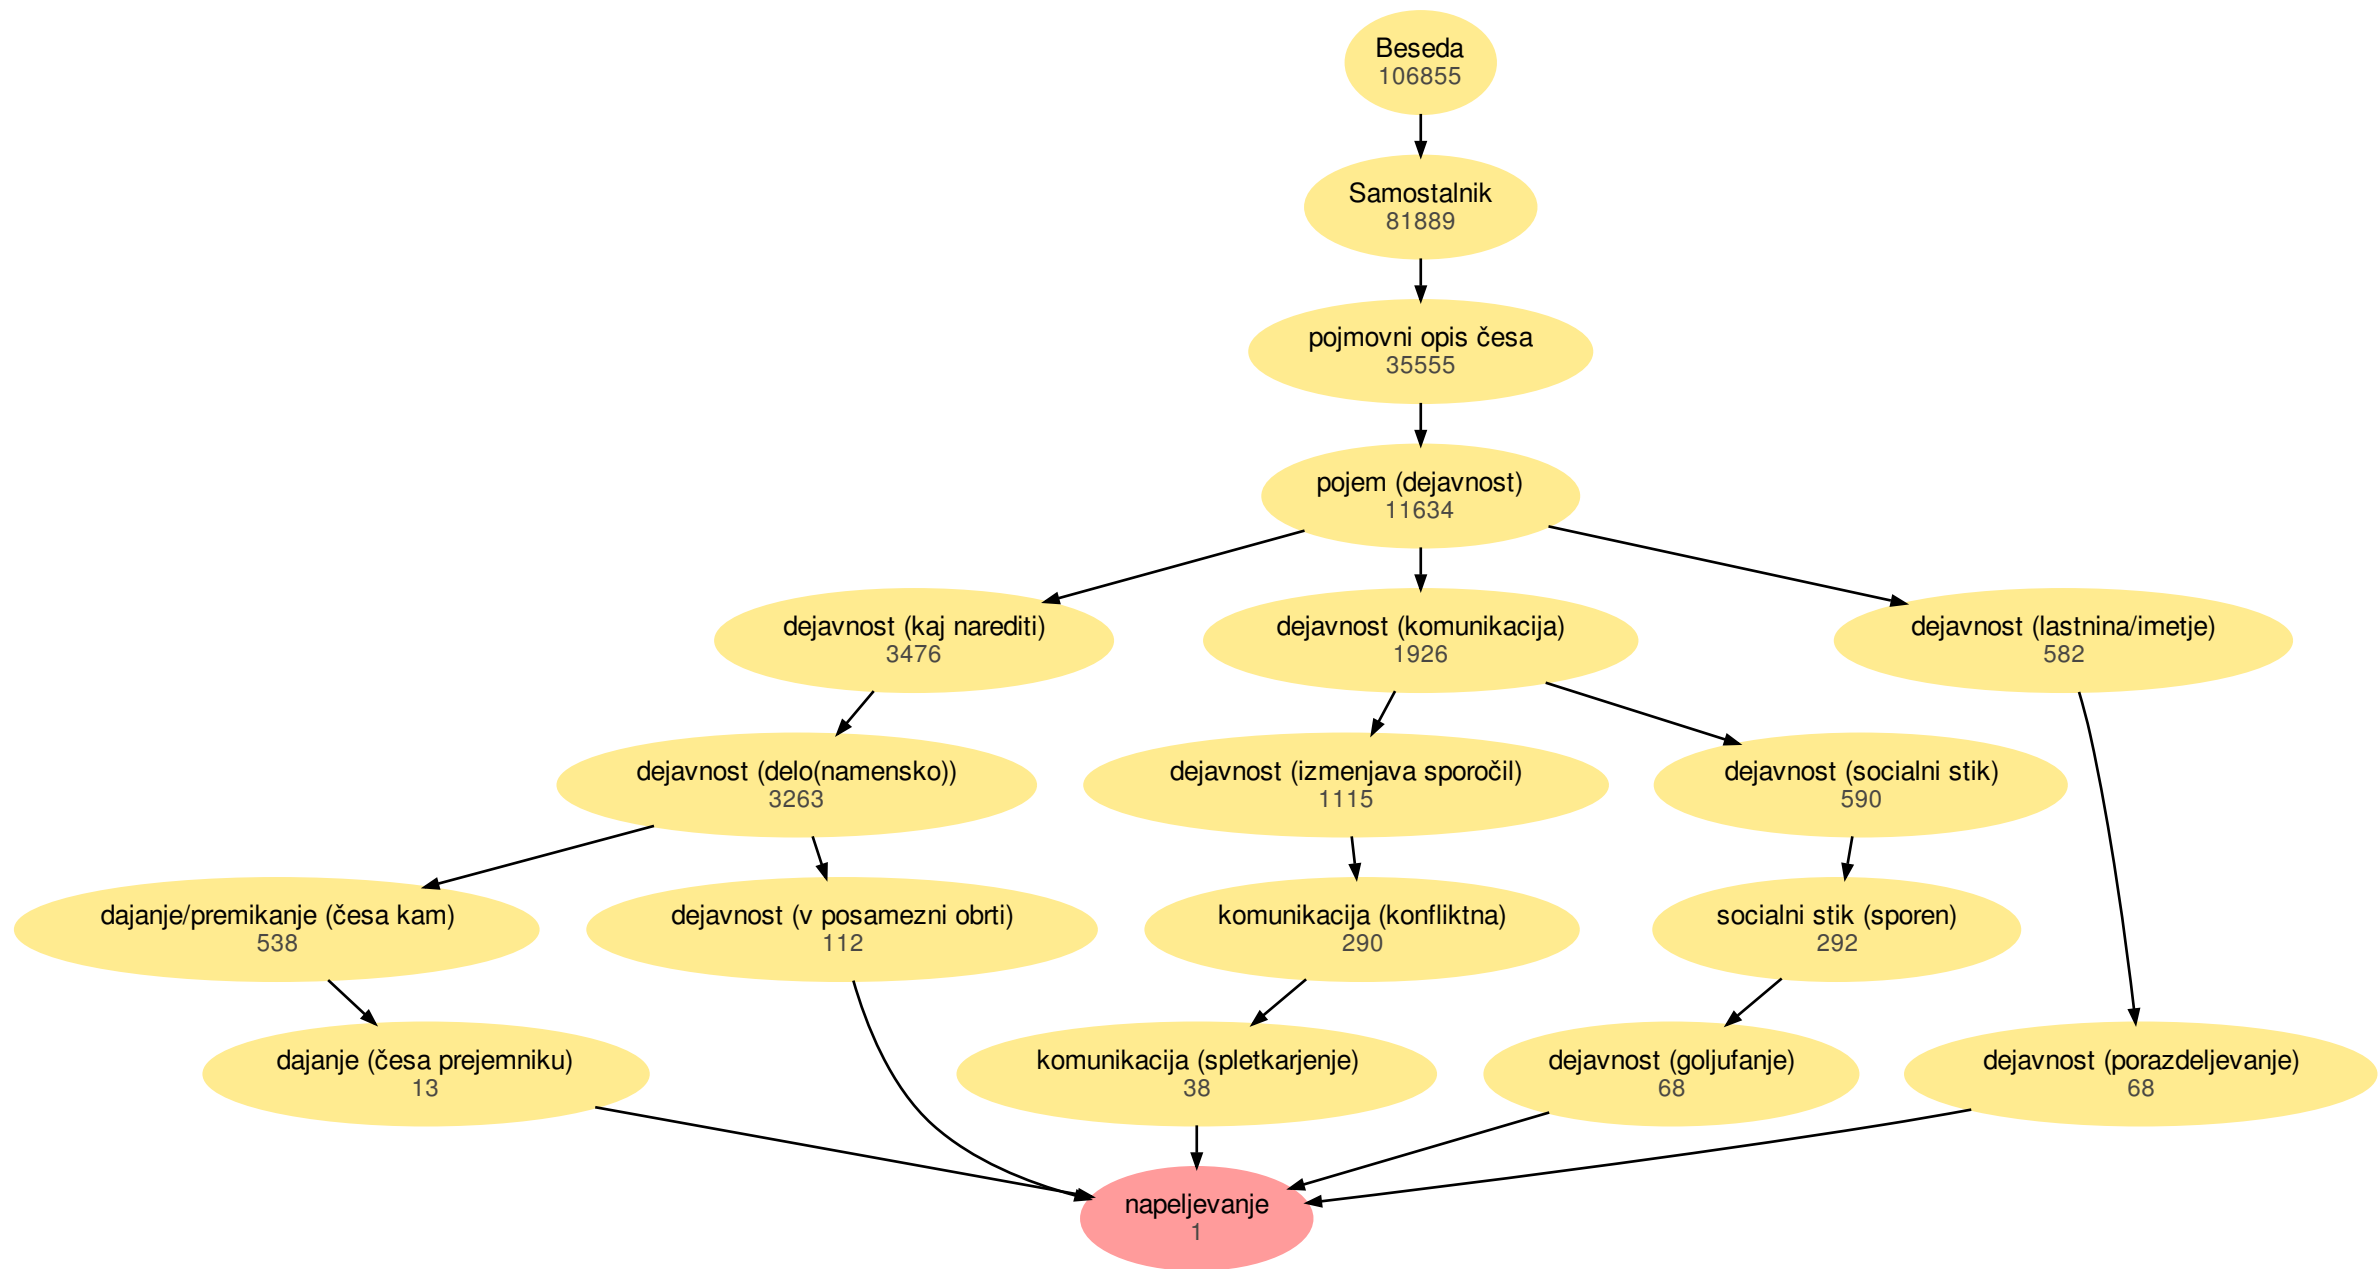 Beseda
106855
Samostalnik
81889
pojmovni opis česa
35555
pojem (dejavnost)
11634
dejavnost (kaj narediti)
3476
dejavnost (komunikacija)
1926
dejavnost (lastnina/imetje)
582
dejavnost (delo(namensko))
3263
dejavnost (izmenjava sporočil)
1115
dejavnost (socialni stik)
590
dajanje/premikanje (česa kam)
538
dejavnost (v posamezni obrti)
112
komunikacija (konfliktna)
290
socialni stik (sporen)
292
dajanje (česa prejemniku)
13
komunikacija (spletkarjenje)
38
dejavnost (goljufanje)
68
dejavnost (porazdeljevanje)
68
napeljevanje
1